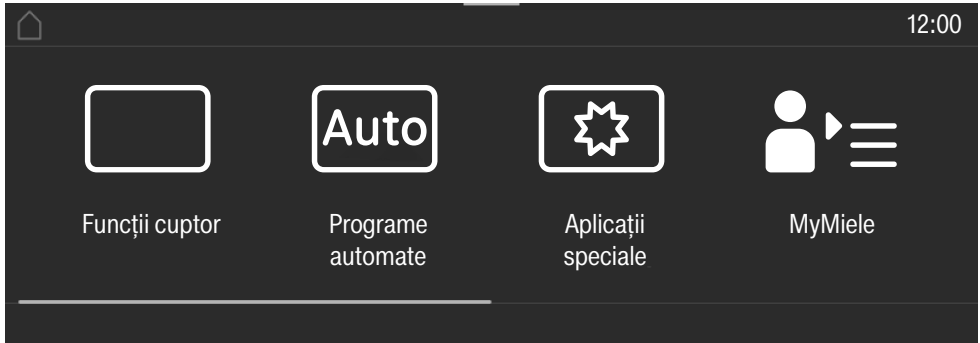 12:00
Auto
Funcții cuptor
Programe
automate
Aplicații
speciale
MyMiele